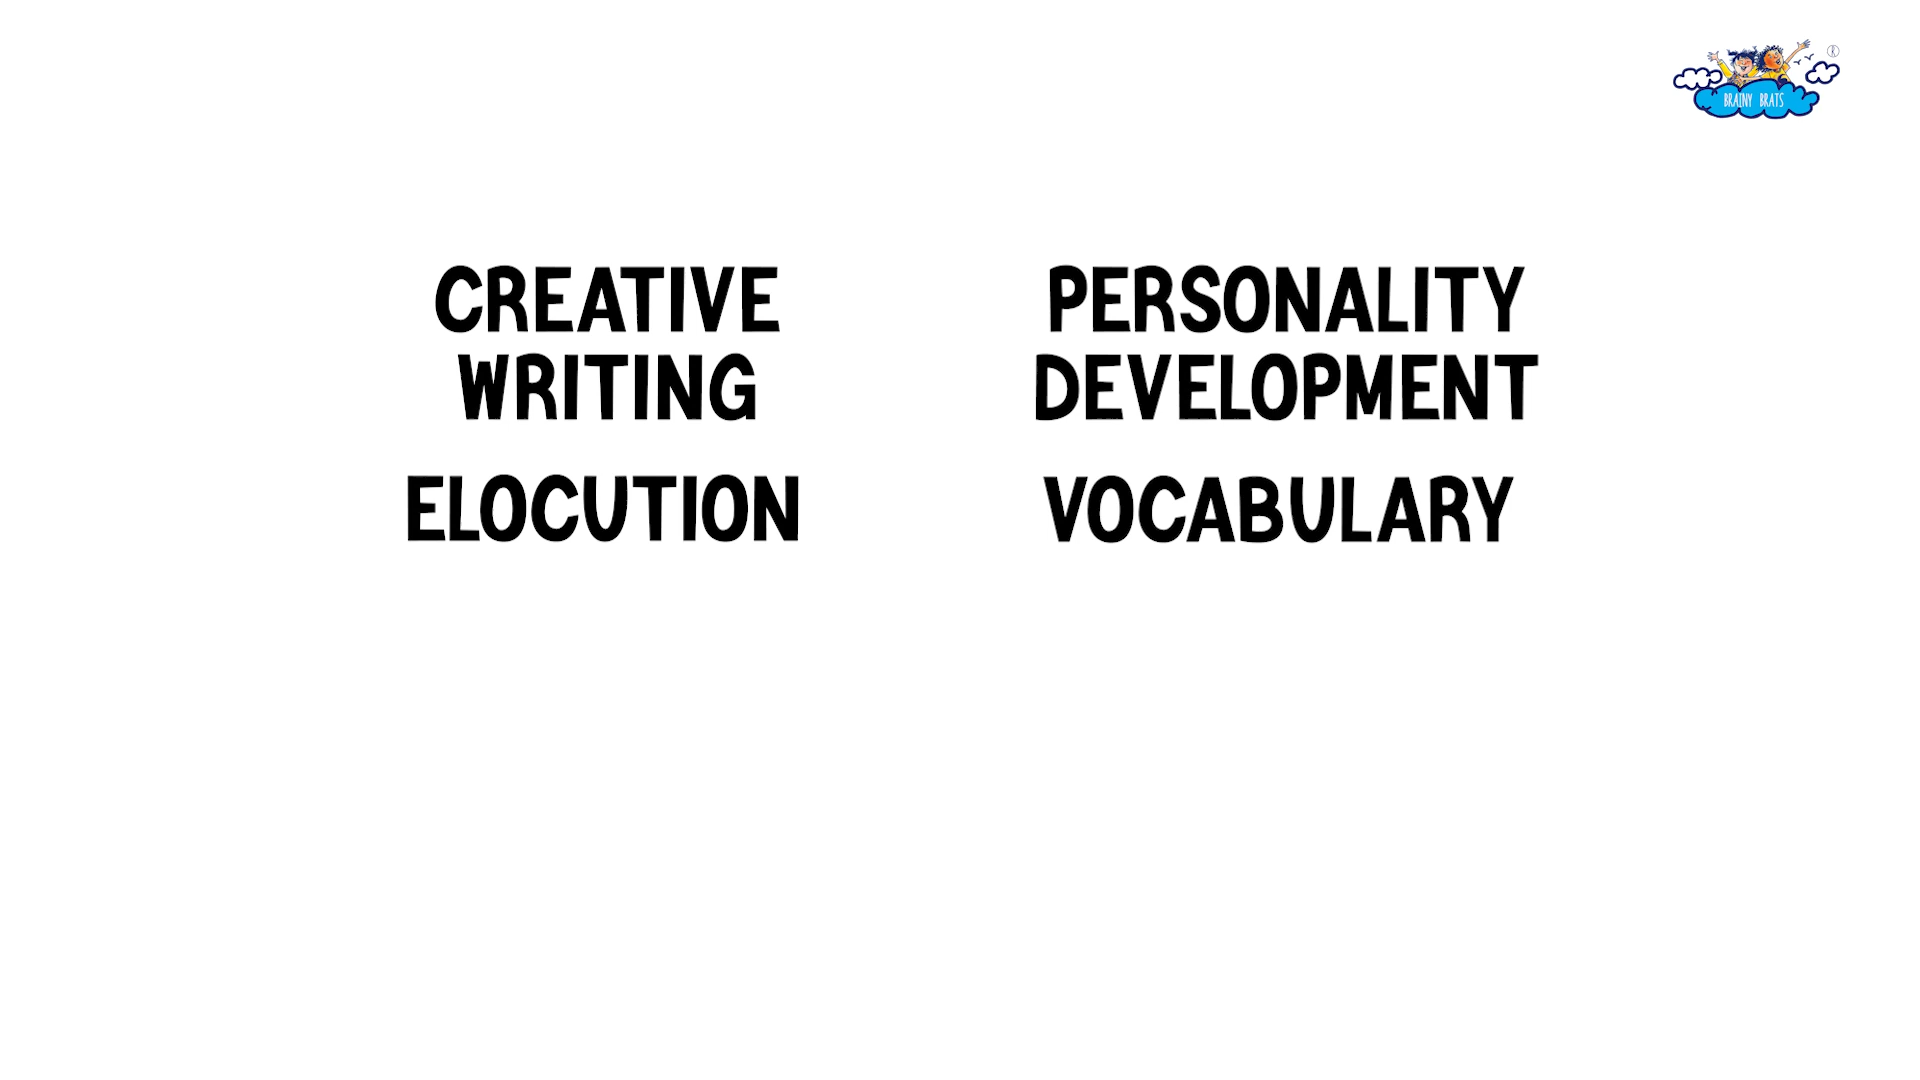 BRAINY BRATS
®
CREATIVE
WRITING
PERSONALITY
DEVELOPMENT
ELOCUTION
VOCABULARY